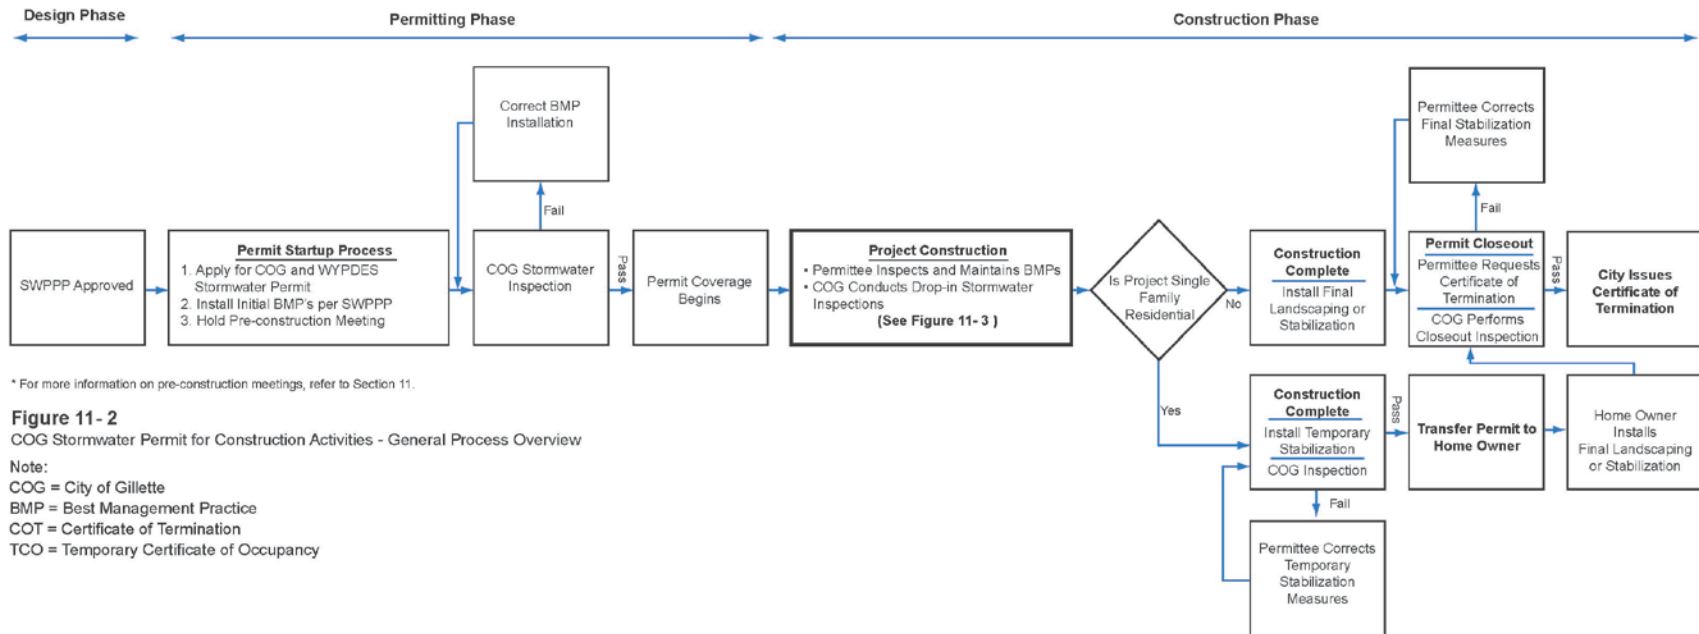 Design Phase
Permitting Phase
Construction Phase
Correct BMP
Installation
Permittee Corrects
Final Stabilization
Measures
Fail
Fail
SWPPP Approved
Permit Startup Process
1. Apply for COG and WYPDES
Stormwater Permit
2. Install Initial BMP's per SWPPP
3. Hold Pre-construction Meeting
COG Stormwater
Inspection
Pass
Permit Coverage
Begins
Project Construction
• Permittee Inspects and Maintains BMPs
• COG Conducts Drop-in Stormwater
Inspections
(See Figure 11- 3 )
Is Project Single
Family
Residential
No
Construction
Complete
Install Final
Landscaping or
Stabilization
Permit Closeout
Permittee Requests
Certificate of
Termination
COG Performs
Closeout Inspection
Pass
City Issues
Certificate of
Termination
Yes
Construction
Complete
Install Temporary
Stabilization
COG Inspection
Pass
Transfer Permit to
Home Owner
Home Owner
Installs
Final Landscaping
or Stabilization
Fail
Permittee Corrects
Temporary
Stabilization
Measures
* For more information on pre-construction meetings, refer to Section 11.
Figure 11- 2
COG Stormwater Permit for Construction Activities - General Process Overview
Note:
COG = City of Gillette
BMP = Best Management Practice
COT = Certificate of Termination
TCO = Temporary Certificate of Occupancy